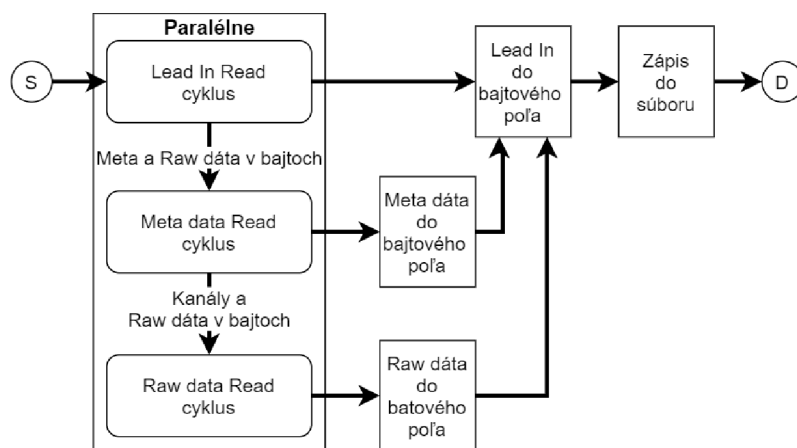 Paralélne
S
Lead In Read
cyklus
Lead In
do
bajtového
poľa
Zápis
do
súboru
D
Meta a Raw dáta v bajtoch
Meta data Read
cyklus
Meta dáta
do
bajtového
poľa
Kanály a
Raw dáta v bajtoch
Raw data Read
cyklus
Raw dáta
do
batového
poľa